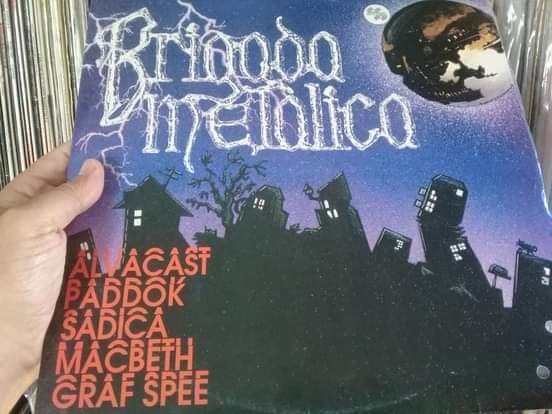 Brigada
Metálica
ALVACAST
PADDOK
SADICA
MACBETH
GRAF SPEE